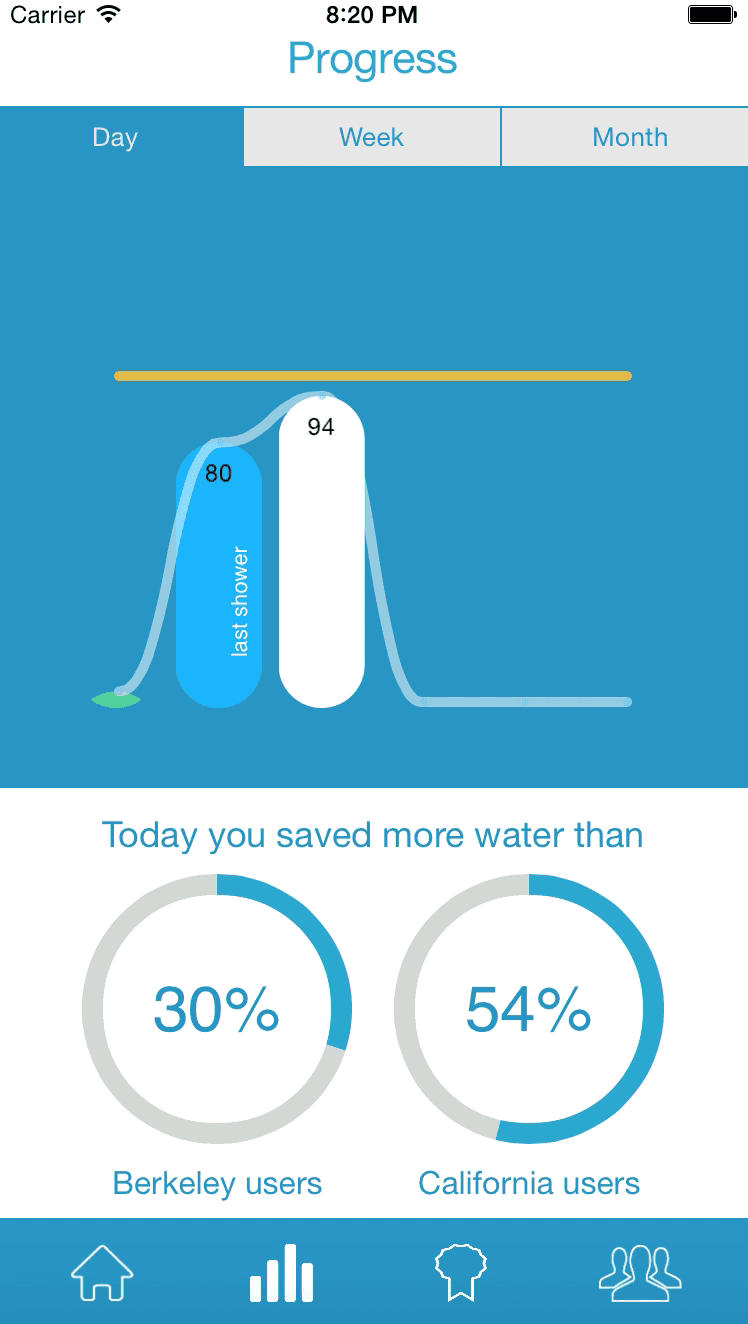 Carrier 8:20 PM
Progress
Day Week Month
94
80
last shower
Today you saved more water than
30% 54%
Berkeley users California users